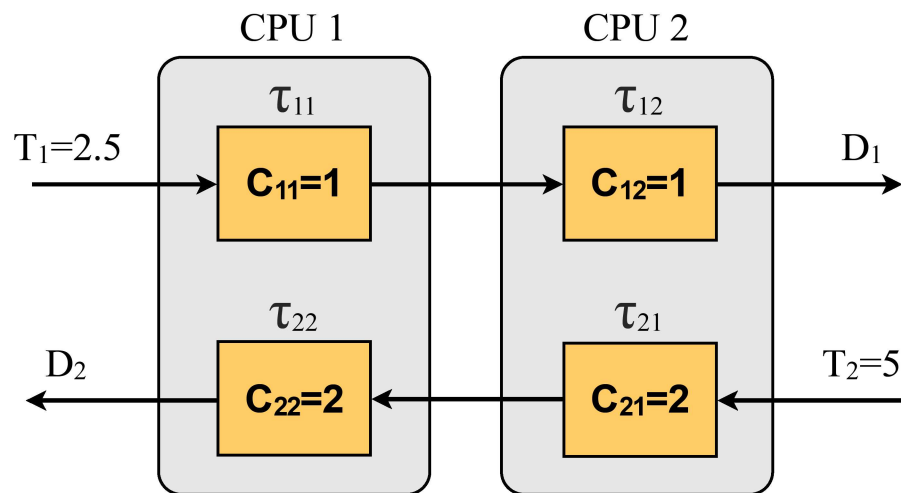 CPU 1
CPU 2
τ₁₁
τ₁₂
T₁=2.5
C₁₁=1
C₁₂=1
D₁
τ₂₂
τ₂₁
D₂
C₂₂=2
C₂₁=2
T₂=5